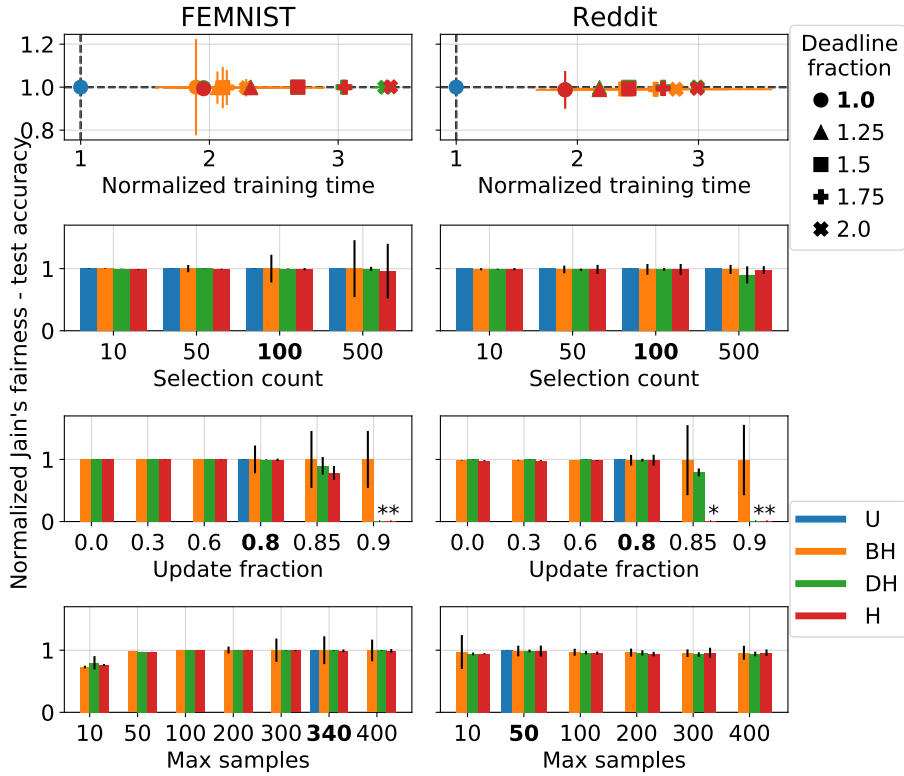 FEMNIST
Reddit
Normalized Jain's fairness - test accuracy
1.2
1.0
0.8
1 2 3
Normalized training time
1 2 3
Normalized training time
Deadline
fraction
1.0
1.25
1.5
1.75
2.0
1
0
10 50 100 500
Selection count
10 50 100 500
Selection count
1
0
**
0.0 0.3 0.6 0.8 0.85 0.9
Update fraction
* **
0.0 0.3 0.6 0.8 0.85 0.9
Update fraction
U
BH
DH
H
1
0
10 50 100 200 300 340 400
Max samples
10 50 100 200 300 400
Max samples